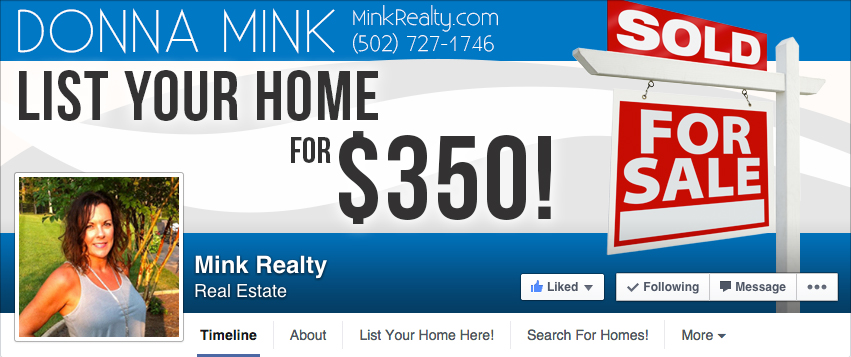 DONNA MINK
MinkRealty.com
(502) 727-1746
SOLD
LIST YOUR HOME
FOR $350!
FOR
SALE
Mink Realty
Real Estate
Liked
Following
Message
Timeline
About
List Your Home Here!
Search For Homes!
More